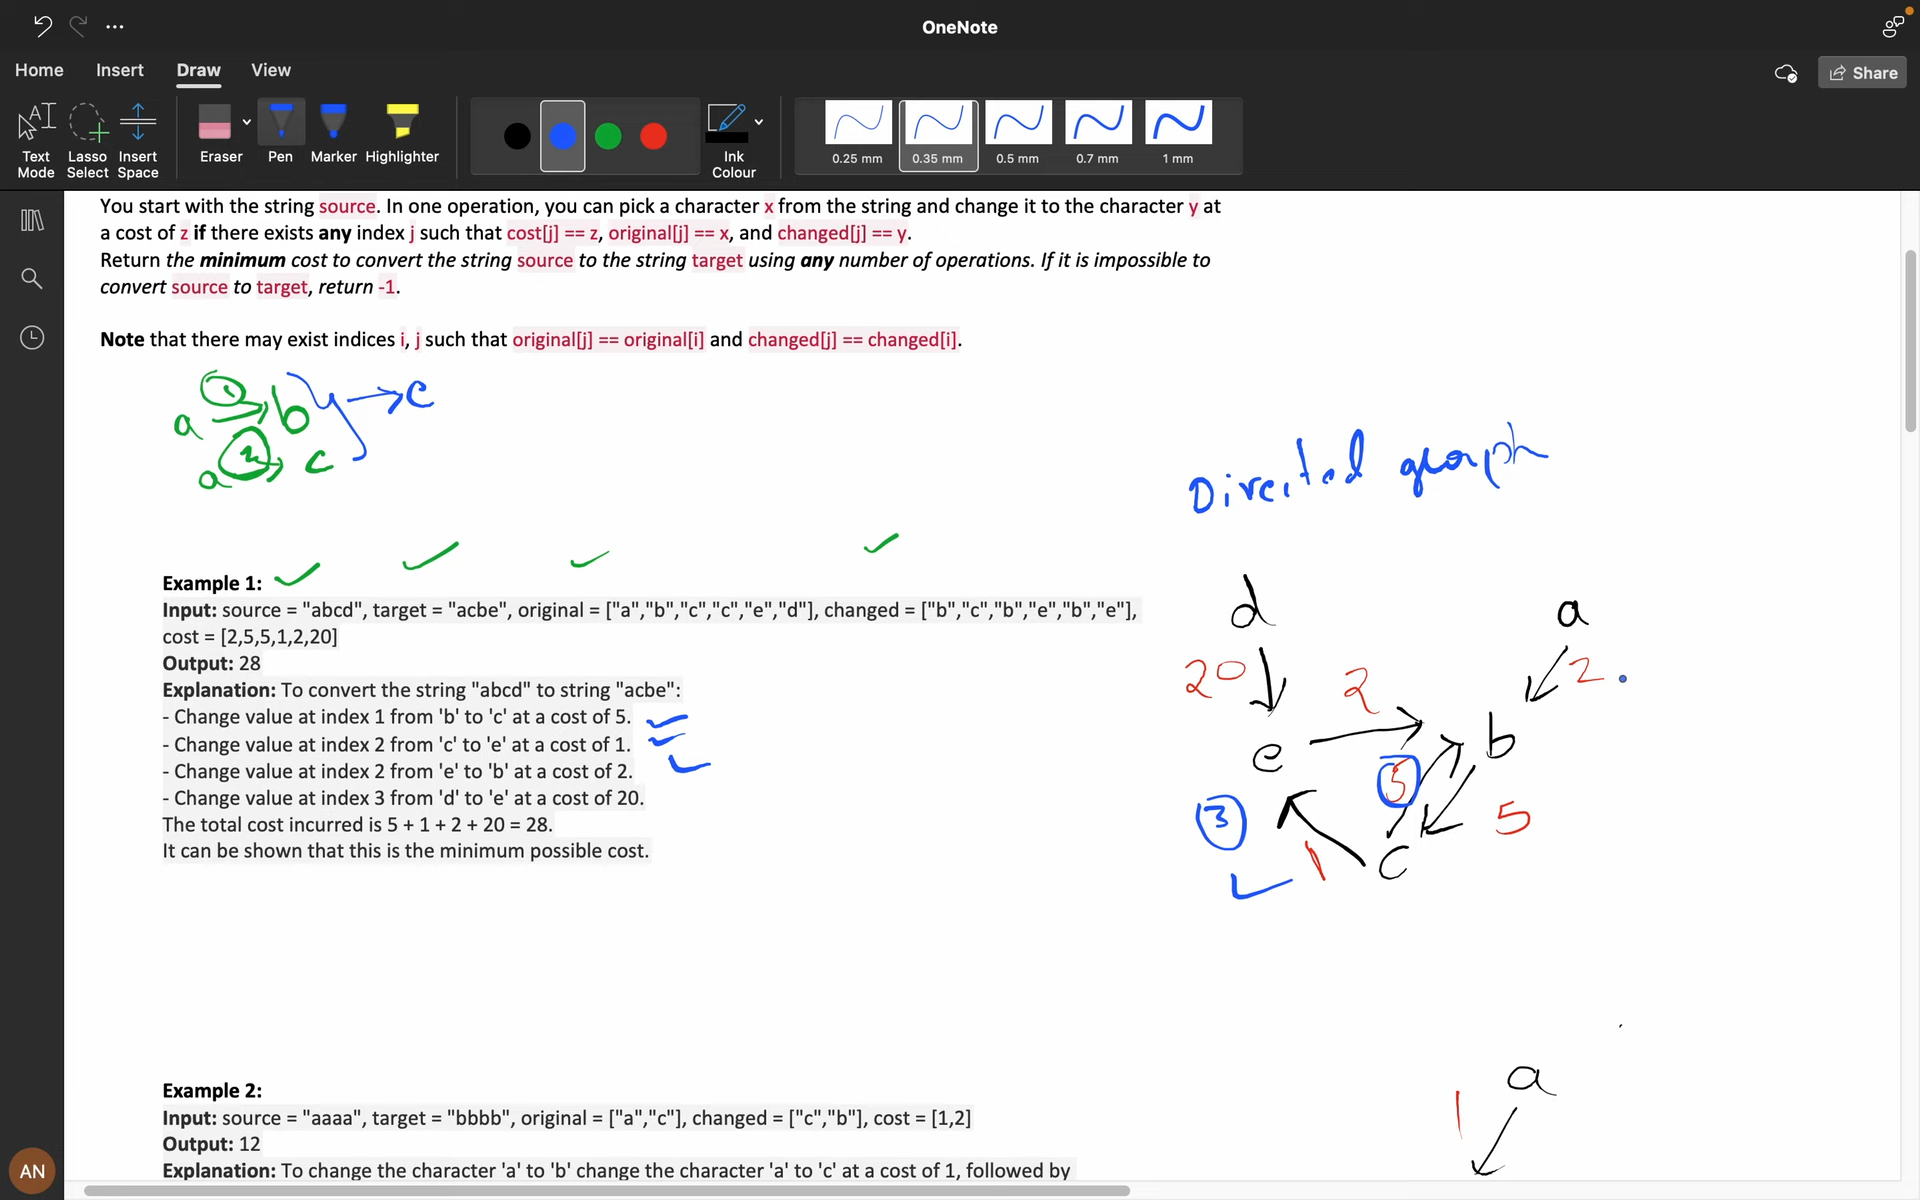 OneNote
Home Insert Draw View
Share
Text Mode
Lasso Select
Insert Space
Eraser
Pen
Marker
Highlighter
Ink Colour
0.25 mm
0.35 mm
0.5 mm
0.7 mm
1 mm
You start with the string source. In one operation, you can pick a character x from the string and change it to the character y at
a cost of z if there exists any index j such that cost[j] == z, original[j] == x, and changed[j] == y.
Return the minimum cost to convert the string source to the string target using any number of operations. If it is impossible to
convert source to target, return -1.
Note that there may exist indices i, j such that original[j] == original[i] and changed[j] == changed[i].
1
a b c
2
a c
Directed graph
Example 1:
Input: source = "abcd", target = "acbe", original = ["a","b","c","c","e","d"], changed = ["b","c","b","e","b","e"],
cost = [2,5,5,1,2,20]
Output: 28
Explanation: To convert the string "abcd" to string "acbe":
- Change value at index 1 from 'b' to 'c' at a cost of 5.
- Change value at index 2 from 'c' to 'e' at a cost of 1.
- Change value at index 2 from 'e' to 'b' at a cost of 2.
- Change value at index 3 from 'd' to 'e' at a cost of 20.
The total cost incurred is 5 + 1 + 2 + 20 = 28.
It can be shown that this is the minimum possible cost.
d a
20 2 2
e b
3 5 5
1 c
Example 2:
Input: source = "aaaa", target = "bbbb", original = ["a","c"], changed = ["c","b"], cost = [1,2]
Output: 12
Explanation: To change the character 'a' to 'b' change the character 'a' to 'c' at a cost of 1, followed by
a
1
AN